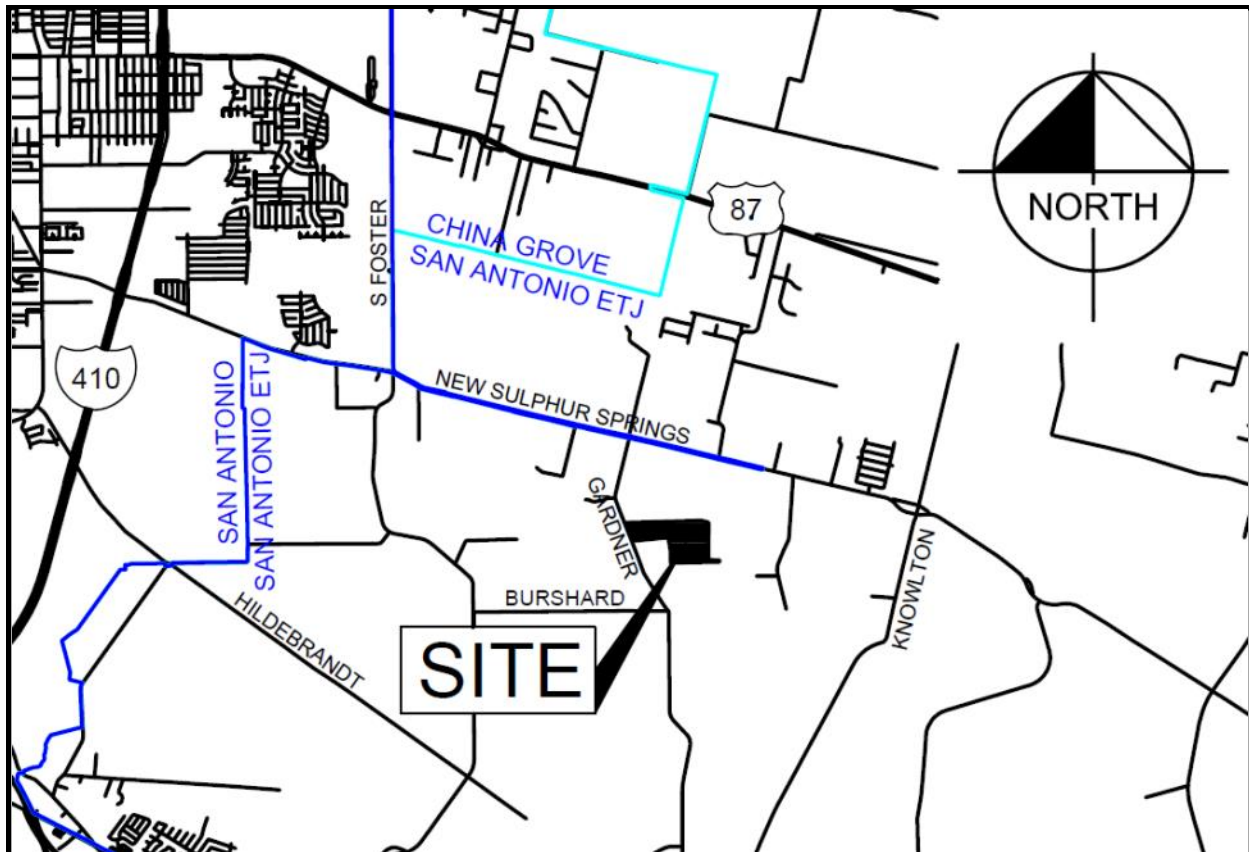 NORTH
87
S FOSTER
CHINA GROVE
SAN ANTONIO ETJ
410
SAN ANTONIO
SAN ANTONIO ETJ
NEW SULPHUR SPRINGS
GARDNER
KNOWLTON
HILDEBRANDT
BURSHARD
SITE